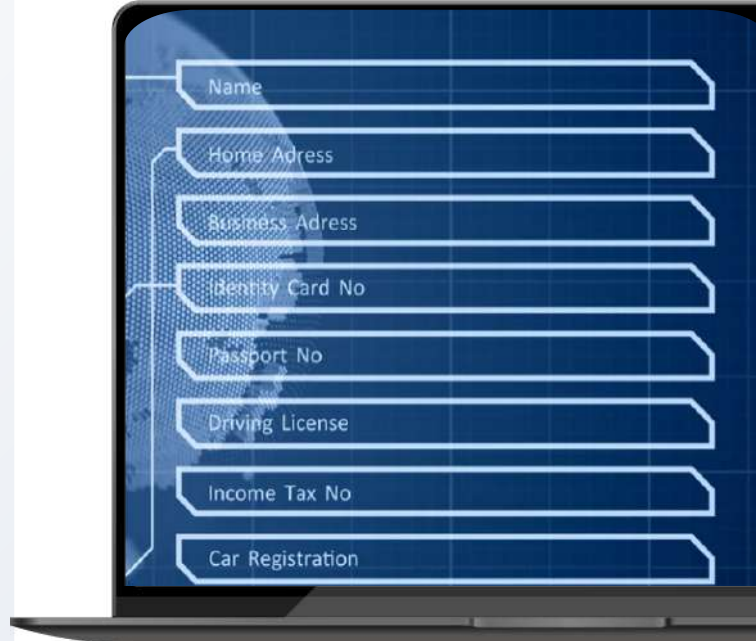 Name
Home Adress
Business Adress
Identity Card No
Passport No
Driving License
Income Tax No
Car Registration